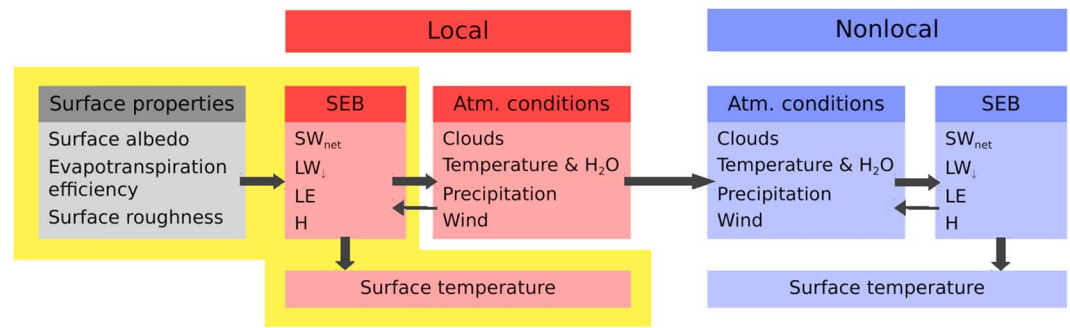 Local
Nonlocal
Surface properties
Surface albedo
Evapotranspiration
efficiency
Surface roughness
SEB
SWnet
LW↓
LE
H
Atm. conditions
Clouds
Temperature & H2O
Precipitation
Wind
Surface temperature
Atm. conditions
Clouds
Temperature & H2O
Precipitation
Wind
SEB
SWnet
LW↓
LE
H
Surface temperature